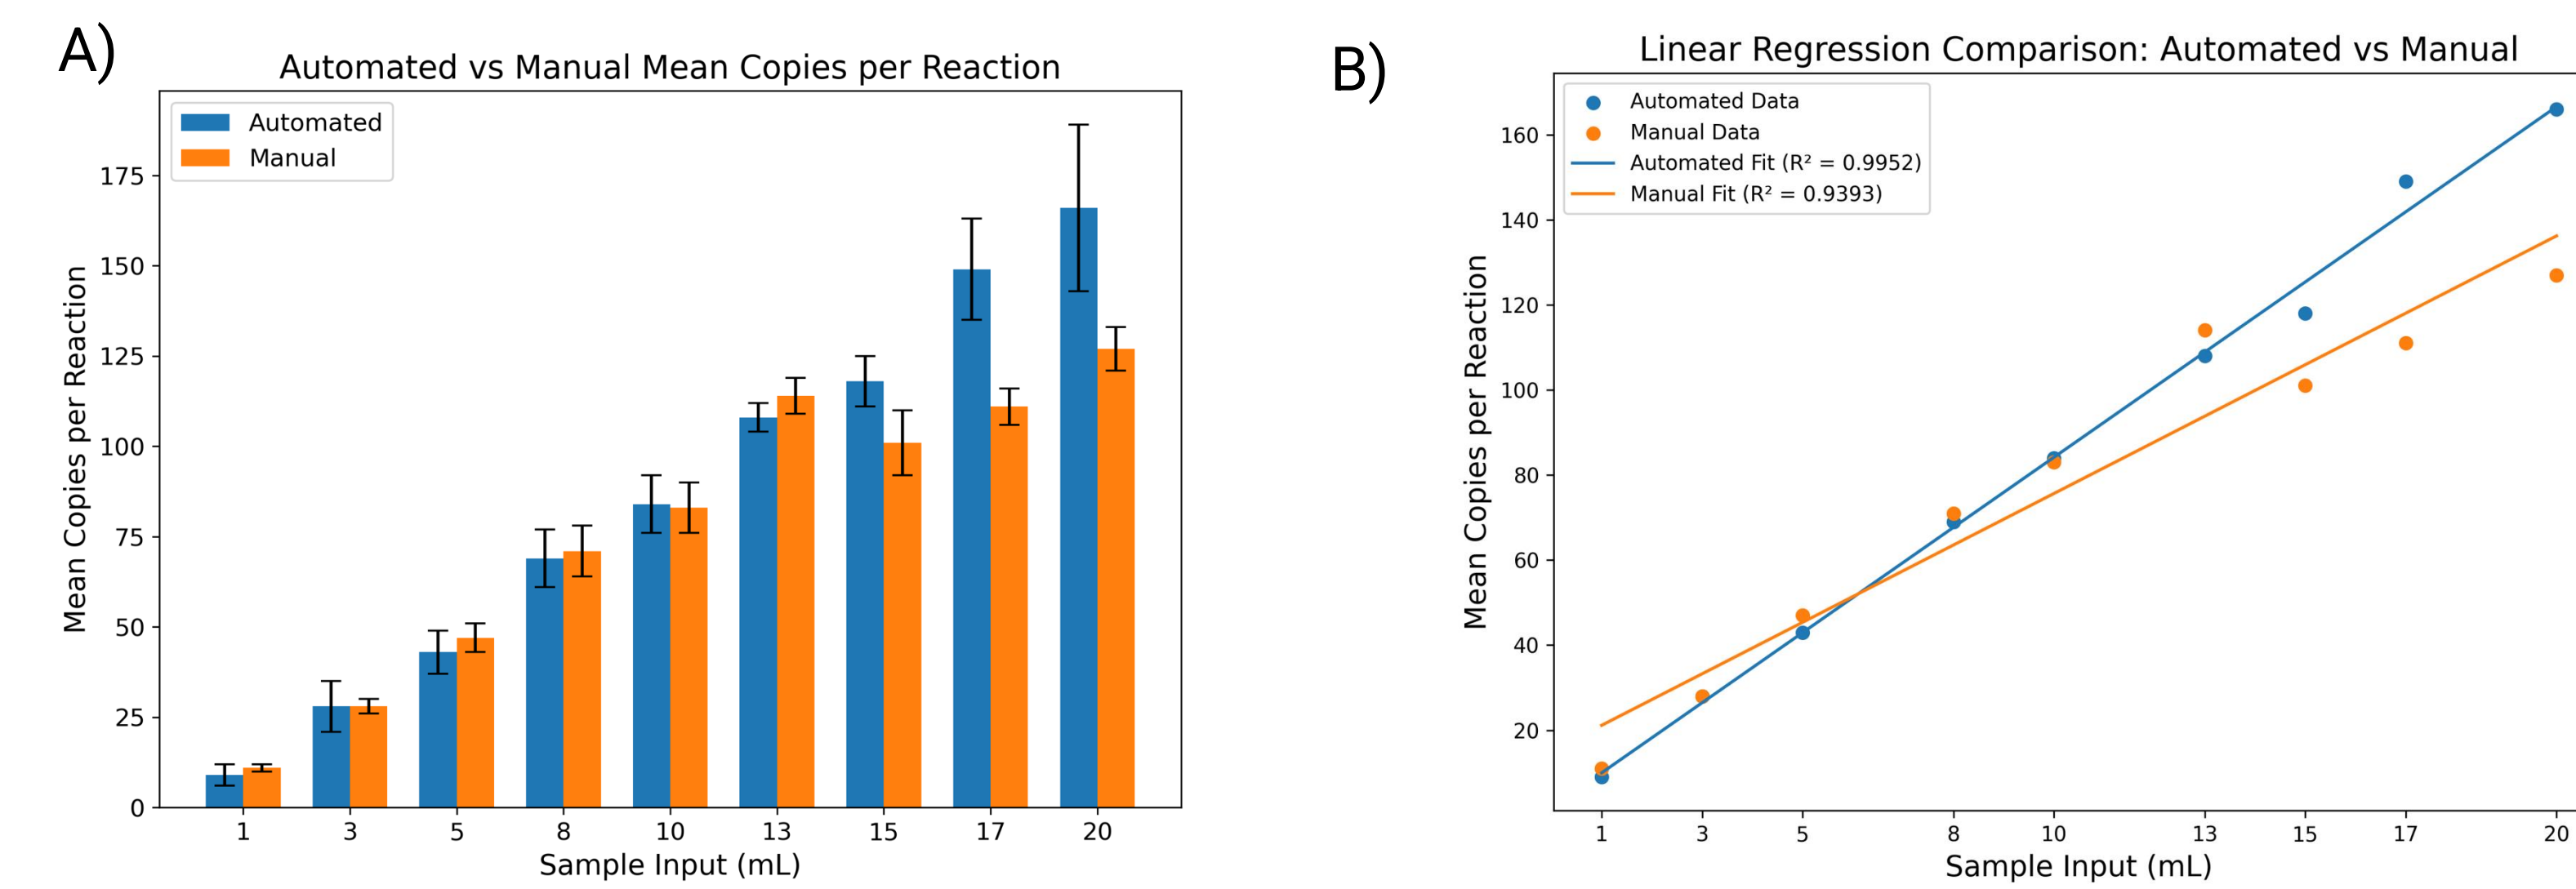 A)
Automated vs Manual Mean Copies per Reaction
Automated
Manual
Mean Copies per Reaction
175
150
125
100
75
50
25
0
1 3 5 8 10 13 15 17 20
Sample Input (mL)
B)
Linear Regression Comparison: Automated vs Manual
Automated Data
Manual Data
Automated Fit (R² = 0.9952)
Manual Fit (R² = 0.9393)
Mean Copies per Reaction
160
140
120
100
80
60
40
20
1 3 5 8 10 13 15 17 20
Sample Input (mL)